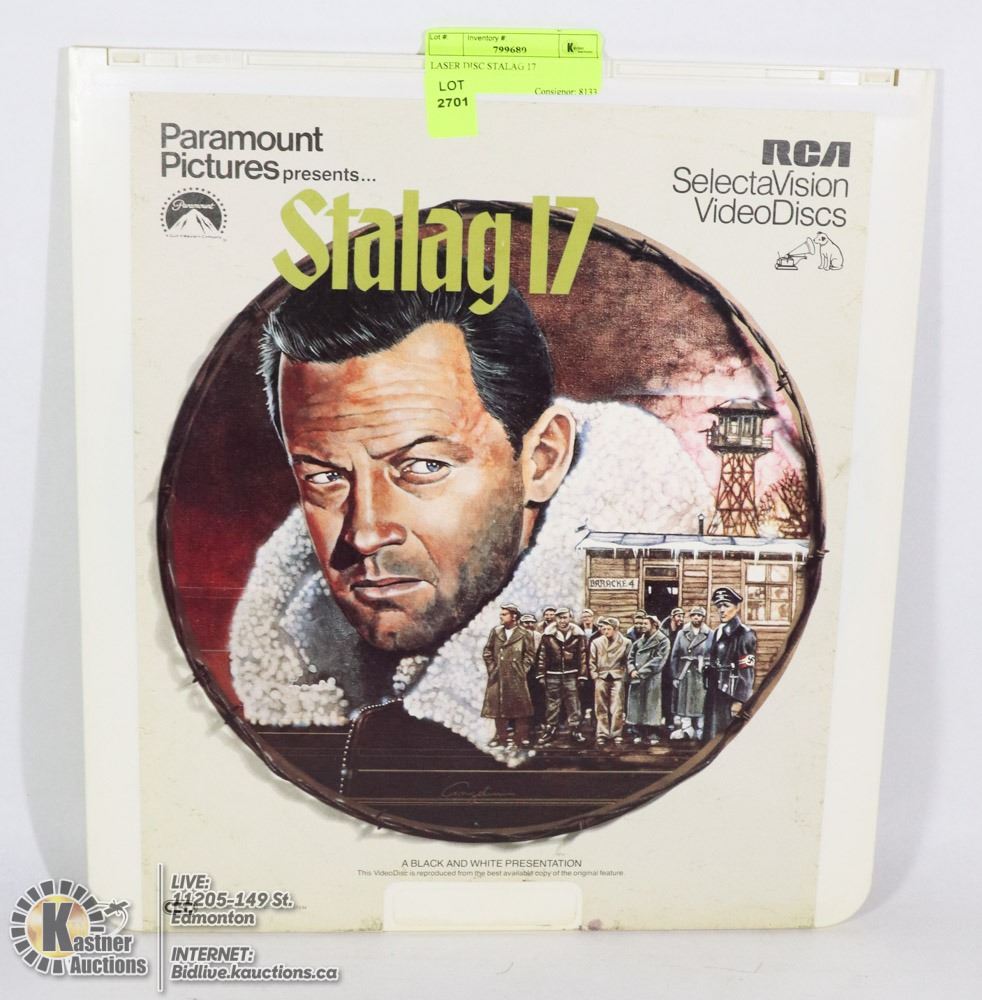 Lot #: Inventory #:
799680
LASER DISC STALAG 17
LOT
2701
Consignor: 8133
Paramount
Pictures presents...
RCA
SelectaVision
VideoDiscs
Paramount
Stalag 17
BARACKE 4
A BLACK AND WHITE PRESENTATION
This VideoDisc is reproduced from the best available copy of the original feature.
LIVE:
11205-149 St.
Edmonton
INTERNET:
Bidlive.kauctions.ca
Kastner
Auctions